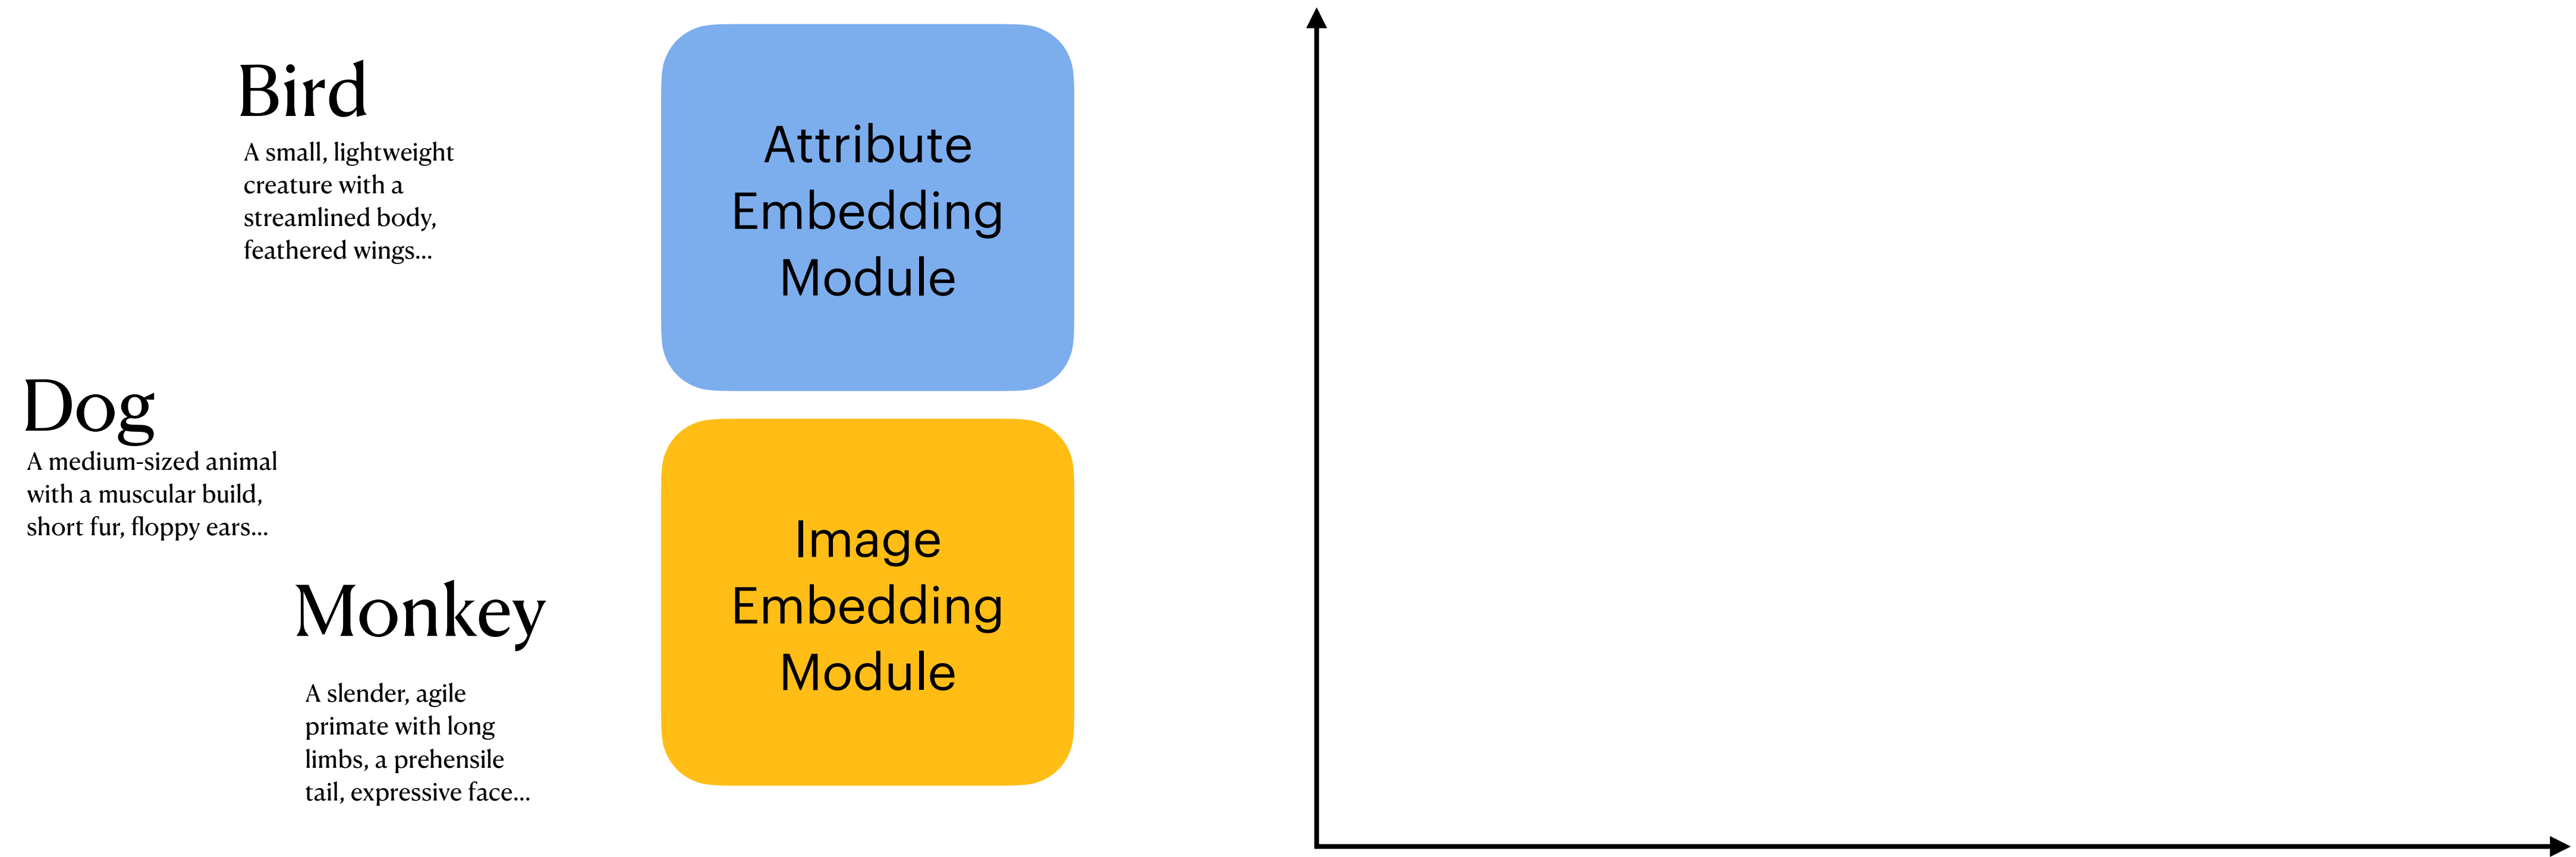 Bird
A small, lightweight
creature with a
streamlined body,
feathered wings...
Dog
A medium-sized animal
with a muscular build,
short fur, floppy ears...
Monkey
A slender, agile
primate with long
limbs, a prehensile
tail, expressive face...
Attribute
Embedding
Module
Image
Embedding
Module